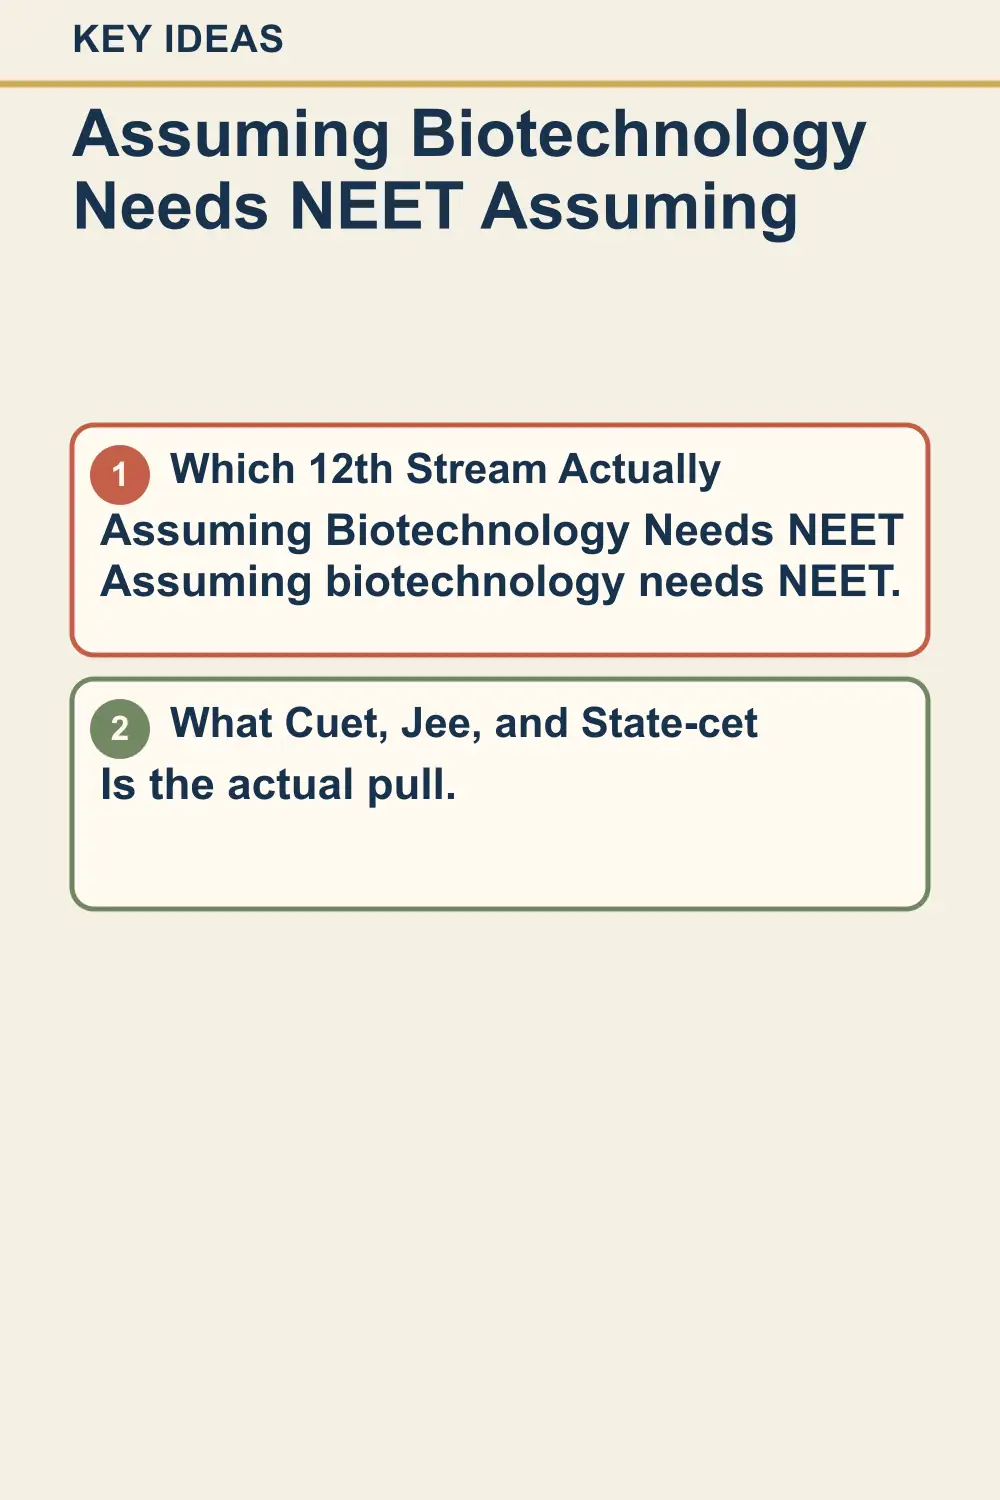 KEY IDEAS
Assuming Biotechnology
Needs NEET Assuming
1 Which 12th Stream Actually
Assuming Biotechnology Needs NEET
Assuming biotechnology needs NEET.
2 What Cuet, Jee, and State-cet
Is the actual pull.